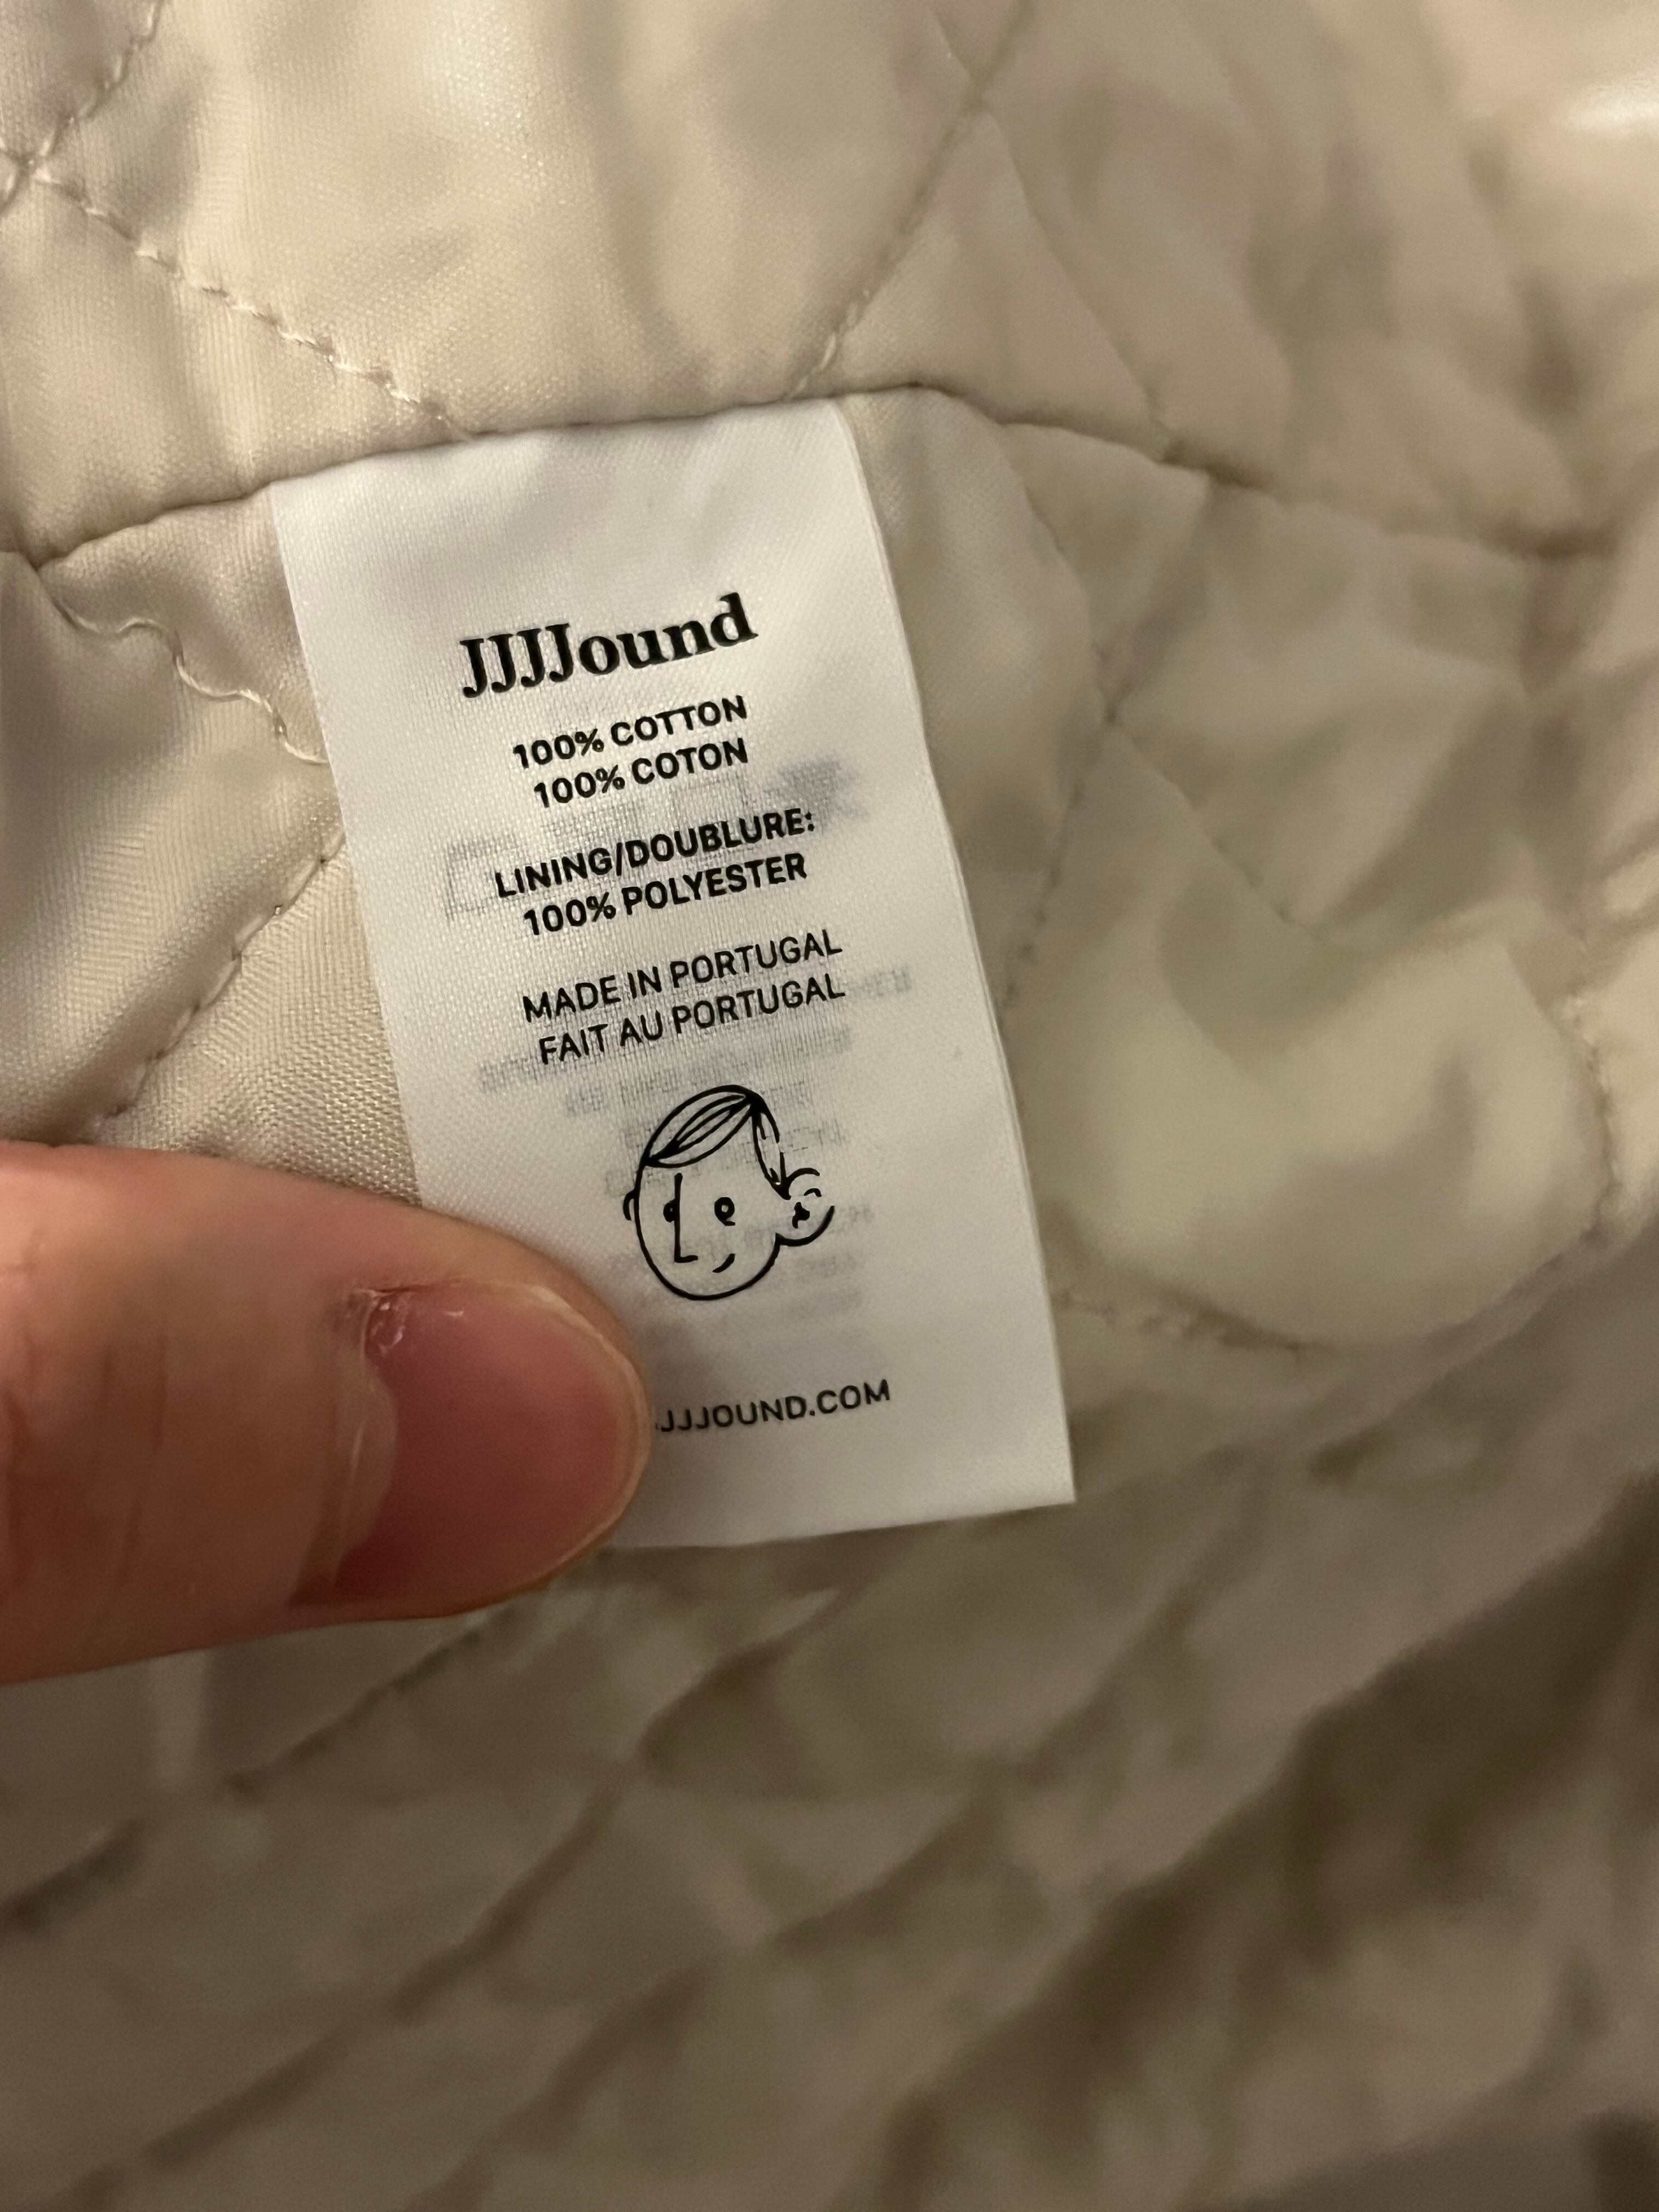 JJJJound
100% COTTON
100% COTON
LINING/DOUBLURE:
100% POLYESTER
MADE IN PORTUGAL
FAIT AU PORTUGAL
JJJOUND.COM